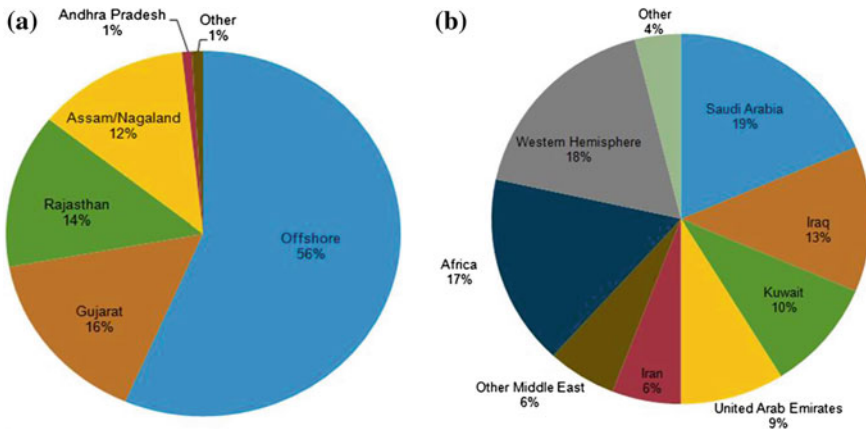 (a)
Andhra Pradesh
1%
Other
1%
Assam/Nagaland
12%
Rajasthan
14%
Gujarat
16%
Offshore
56%
(b)
Other
4%
Saudi Arabia
19%
Western Hemisphere
18%
Iraq
13%
Africa
17%
Kuwait
10%
Iran
6%
Other Middle East
6%
United Arab Emirates
9%